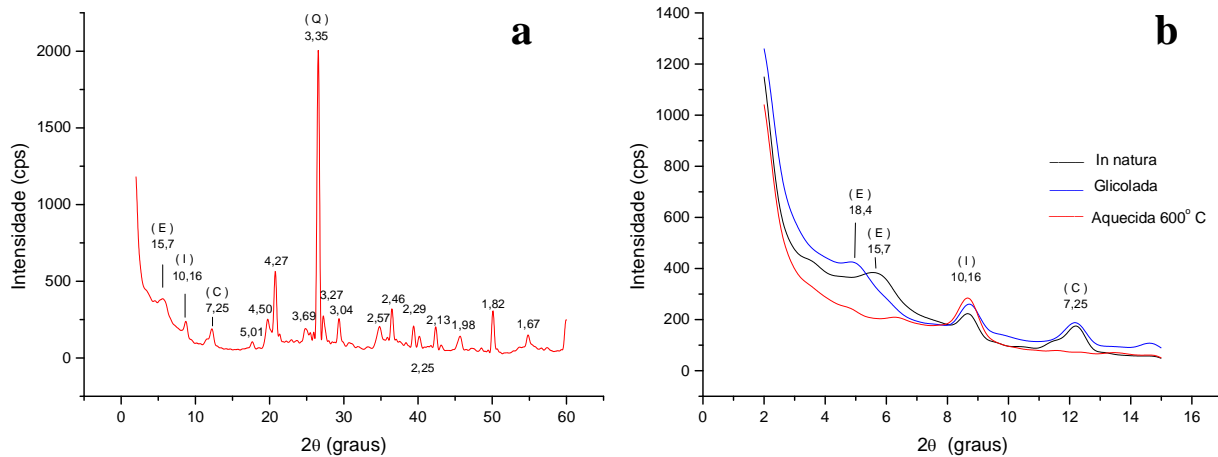 a
Intensidade (cps)
2000
1500
1000
500
0
( Q )
3,35
( E )
15,7
( I )
10,16
( C )
7,25
5,01
4,50
4,27
3,69
3,27
3,04
2,57
2,46
2,29
2,25
2,13
1,98
1,82
1,67
0 10 20 30 40 50 60
2θ (graus)
b
Intensidade (cps)
1400
1200
1000
800
600
400
200
0
( E )
18,4
( E )
15,7
( I )
10,16
( C )
7,25
In natura
Glicolada
Aquecida 600° C
0 2 4 6 8 10 12 14 16
2θ (graus)